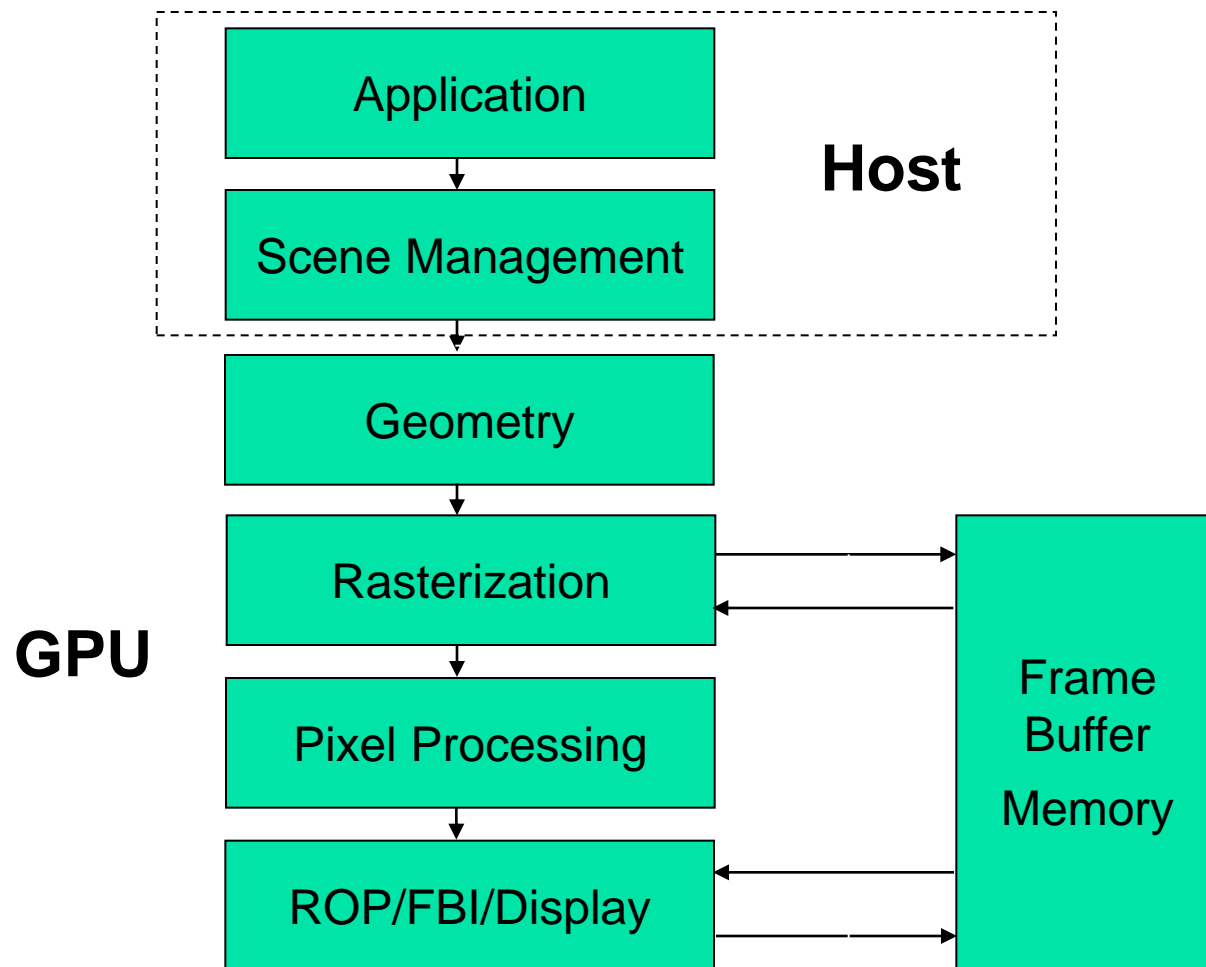 Application
Host
Scene Management
Geometry
Rasterization
GPU
Frame
Buffer
Memory
Pixel Processing
ROP/FBI/Display